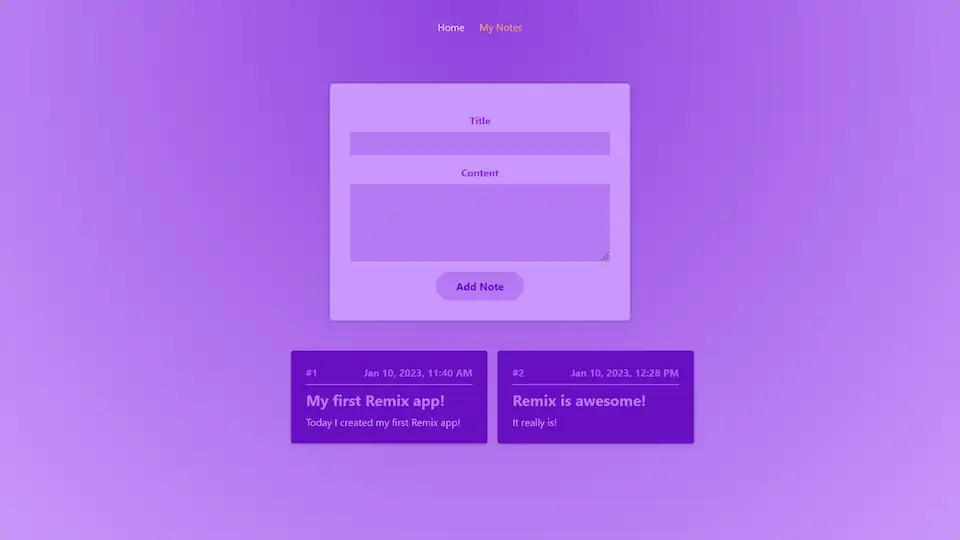 Home My Notes
Title
Content
Add Note
#1 Jan 10, 2023, 11:40 AM
My first Remix app!
Today I created my first Remix app!
#2 Jan 10, 2023, 12:28 PM
Remix is awesome!
It really is!